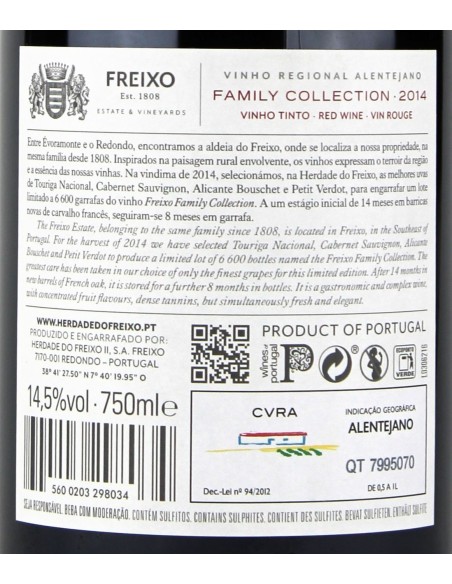 FREIXO
Est. 1808
ESTATE & VINEYARDS
VINHO REGIONAL ALENTEJANO
FAMILY COLLECTION · 2014
VINHO TINTO · RED WINE · VIN ROUGE
Entre Évoramonte e o Redondo, encontramos a aldeia do Freixo, onde se localiza a nossa propriedade, na
mesma família desde 1808. Inspirados na paisagem rural envolvente, os vinhos expressam o terroir da região
e a essência das nossas vinhas. Na vindima de 2014, selecionámos, na Herdade do Freixo, as melhores uvas
de Touriga Nacional, Cabernet Sauvignon, Alicante Bouschet e Petit Verdot, para engarrafar um lote
limitado a 6 600 garrafas do vinho Freixo Family Collection. A um estágio inicial de 14 meses em barricas
novas de carvalho francês, seguiram-se 8 meses em garrafa.
The Freixo Estate, belonging to the same family since 1808, is located in Freixo, in the Southeast of
Portugal. For the harvest of 2014 we have selected Touriga Nacional, Cabernet Sauvignon, Alicante
Bouschet and Petit Verdot to produce a limited lot of 6 600 bottles named the Freixo Family Collection. The
greatest care has been taken in our choice of only the finest grapes for this limited edition. After 14 months in
new barrels of French oak, it is stored for a further 8 months in bottles. It is a gastronomic and complex wine,
with concentrated fruit flavours, dense tannins, but simultaneously fresh and elegant.
WWW.HERDADEDOFREIXO.PT
PRODUZIDO E ENGARRAFADO POR:
HERDADE DO FREIXO II, S.A. FREIXO
7170-001 REDONDO – PORTUGAL
38º 41' 27.50" N 7º 40' 19.95" O
14,5%vol · 750ml e
560 0203 298034
wines of
portugal
P
PRODUCT OF PORTUGAL
PONTO
VERDE
L0306216
CVRA
Dec.-Lei nº 94/2012
INDICAÇÃO GEOGRÁFICA
ALENTEJANO
QT 7995070
DE 0,5 A 1L
SEJA RESPONSÁVEL. BEBA COM MODERAÇÃO. CONTÉM SULFITOS. CONTAINS SULPHITES. CONTIENT DES SULFITES. BEVAT SULFIETEN. ENTHÄLT SULFITE